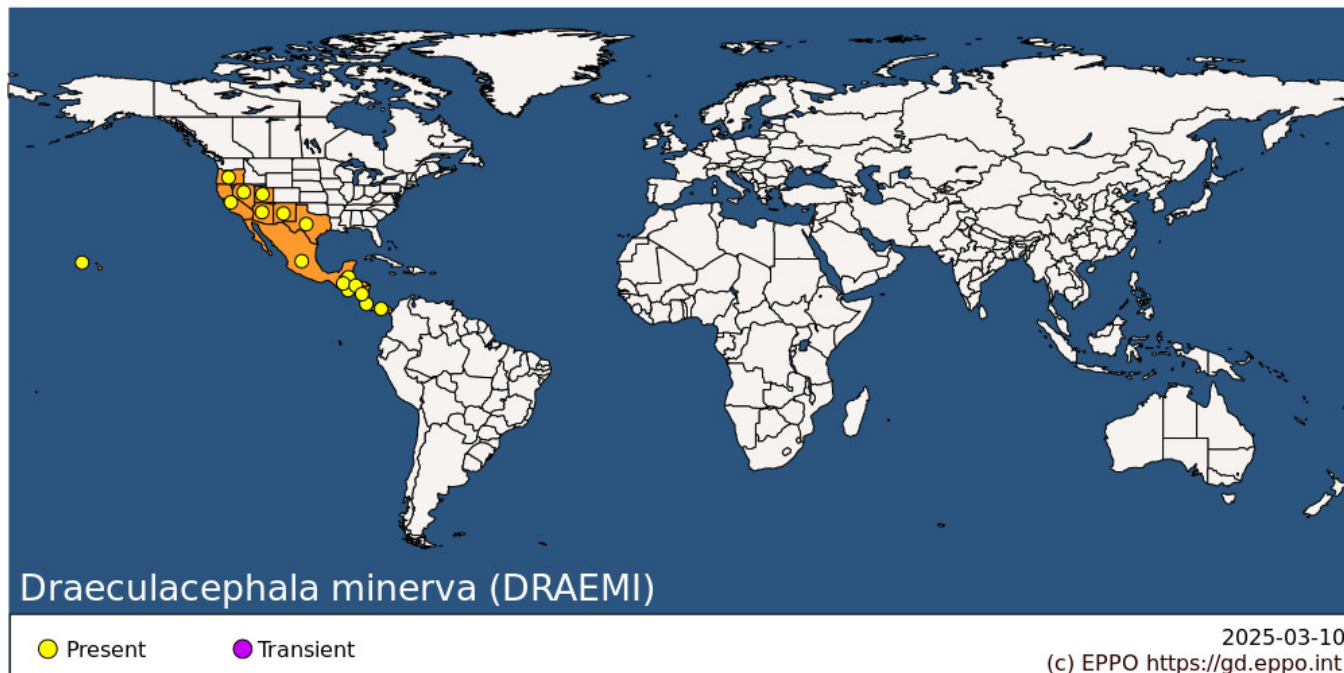 Draeculacephala minerva (DRAEMI)
Present
Transient
2025-03-10
(c) EPPO https://gd.eppo.int